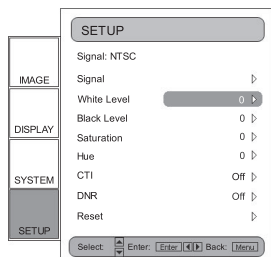 SETUP
Signal: NTSC
Signal
White Level 0
Black Level 0
Saturation 0
Hue 0
CTI Off
DNR Off
Reset
IMAGE
DISPLAY
SYSTEM
SETUP
Select: Enter: Enter Back: Menu